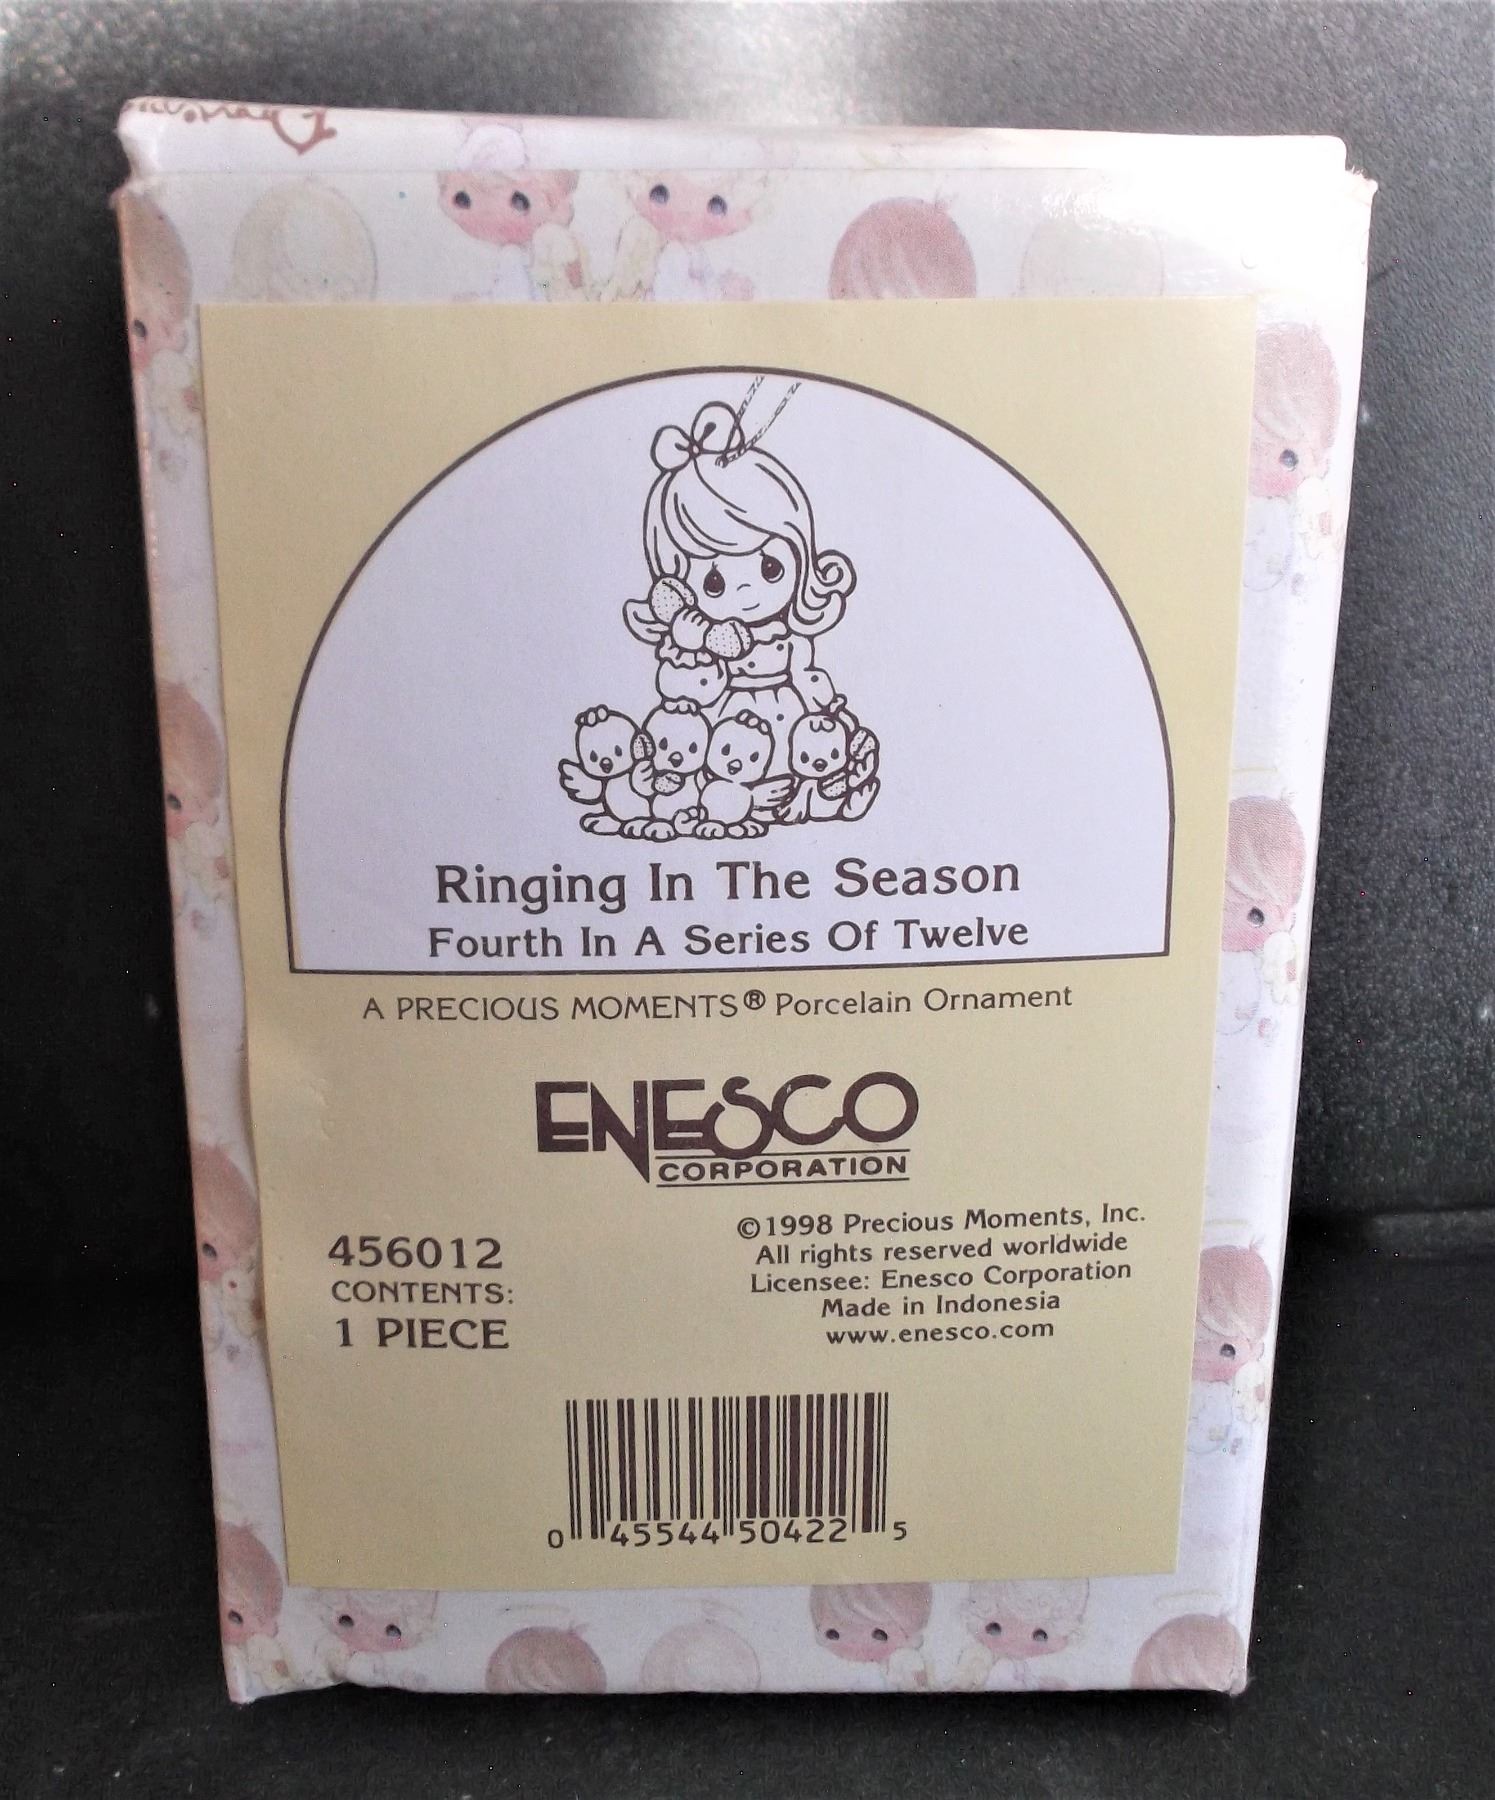 Ringing In The Season
Fourth In A Series Of Twelve
A PRECIOUS MOMENTS® Porcelain Ornament
ENESCO
CORPORATION
456012
CONTENTS:
1 PIECE
©1998 Precious Moments, Inc.
All rights reserved worldwide
Licensee: Enesco Corporation
Made in Indonesia
www.enesco.com
0 45544 50422 5